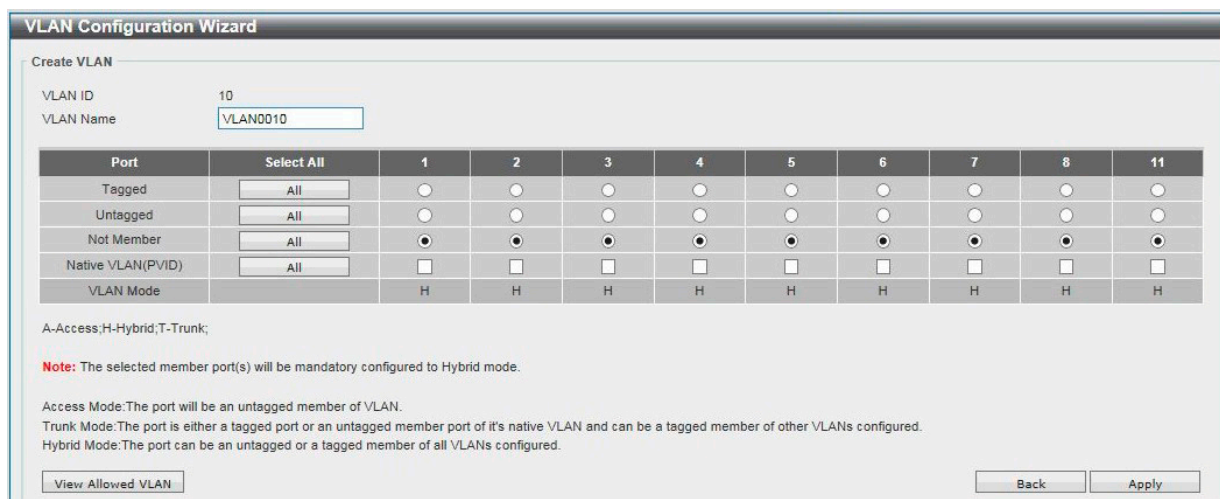 VLAN Configuration Wizard
Create VLAN
VLAN ID 10
VLAN Name VLAN0010
Port Select All 1 2 3 4 5 6 7 8 11
Tagged All
Untagged All
Not Member All
Native VLAN(PVID) All
VLAN Mode H H H H H H H H H
A-Access;H-Hybrid;T-Trunk;
Note: The selected member port(s) will be mandatory configured to Hybrid mode.
Access Mode:The port will be an untagged member of VLAN.
Trunk Mode:The port is either a tagged port or an untagged member port of it's native VLAN and can be a tagged member of other VLANs configured.
Hybrid Mode:The port can be an untagged or a tagged member of all VLANs configured.
View Allowed VLAN Back Apply